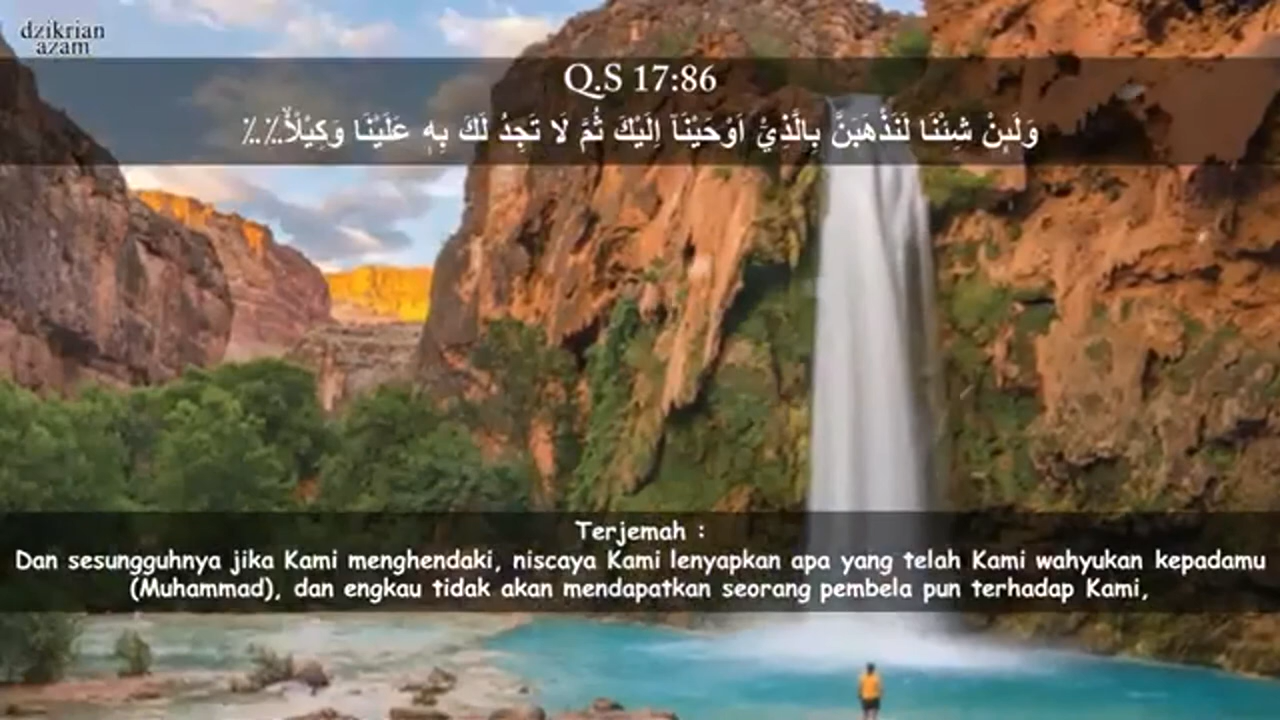 dzikrian
azam
Q.S 17:86
وَلَىِٕنْ شِئْنَا لَنَذْهَبَنَّ بِالَّذِيْٓ اَوْحَيْنَآ اِلَيْكَ ثُمَّ لَا تَجِدُ لَكَ بِهٖ عَلَيْنَا وَكِيْلًاۙ
Terjemah :
Dan sesungguhnya jika Kami menghendaki, niscaya Kami lenyapkan apa yang telah Kami wahyukan kepadamu
(Muhammad), dan engkau tidak akan mendapatkan seorang pembela pun terhadap Kami,